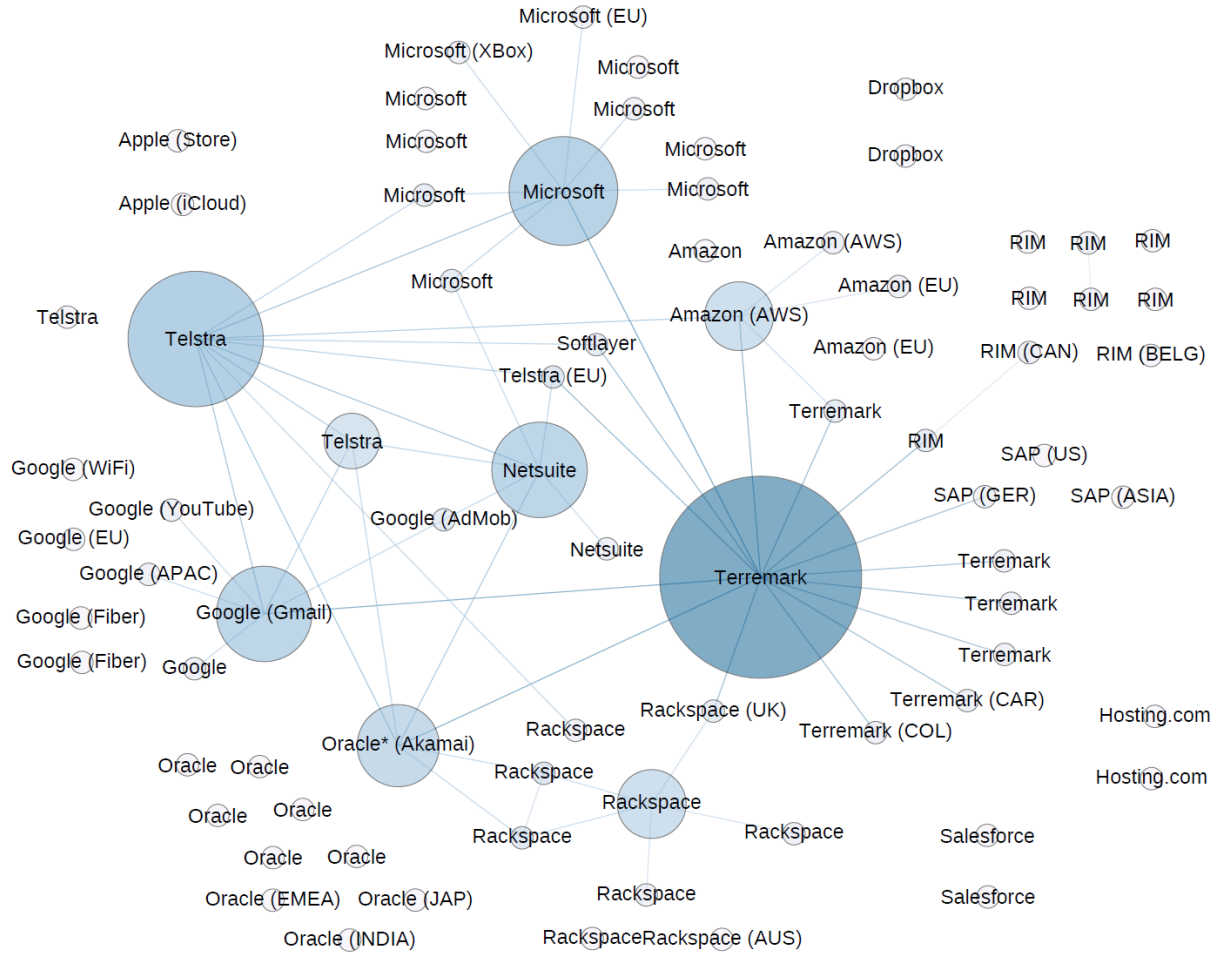 Microsoft (EU)
Microsoft (XBox)
Microsoft
Dropbox
Microsoft
Microsoft
Apple (Store)
Microsoft
Microsoft
Dropbox
Microsoft
Microsoft
Microsoft
Apple (iCloud)
Amazon
Amazon (AWS)
RIM
RIM
RIM
Microsoft
Amazon (EU)
RIM
RIM
RIM
Telstra
Amazon (AWS)
Telstra
Softlayer
Amazon (EU)
RIM (CAN)
RIM (BELG)
Telstra (EU)
Terremark
Telstra
RIM
SAP (US)
Google (WiFi)
Netsuite
SAP (GER)
SAP (ASIA)
Google (YouTube)
Google (AdMob)
Google (EU)
Netsuite
Terremark
Google (APAC)
Terremark
Terremark
Google (Fiber)
Google (Gmail)
Google (Fiber)
Google
Terremark
Terremark (CAR)
Rackspace (UK)
Hosting.com
Rackspace
Terremark (COL)
Oracle* (Akamai)
Oracle
Oracle
Rackspace
Hosting.com
Oracle
Oracle
Rackspace
Rackspace
Rackspace
Salesforce
Oracle
Oracle
Oracle (EMEA)
Oracle (JAP)
Rackspace
Salesforce
Oracle (INDIA)
Rackspace
Rackspace (AUS)